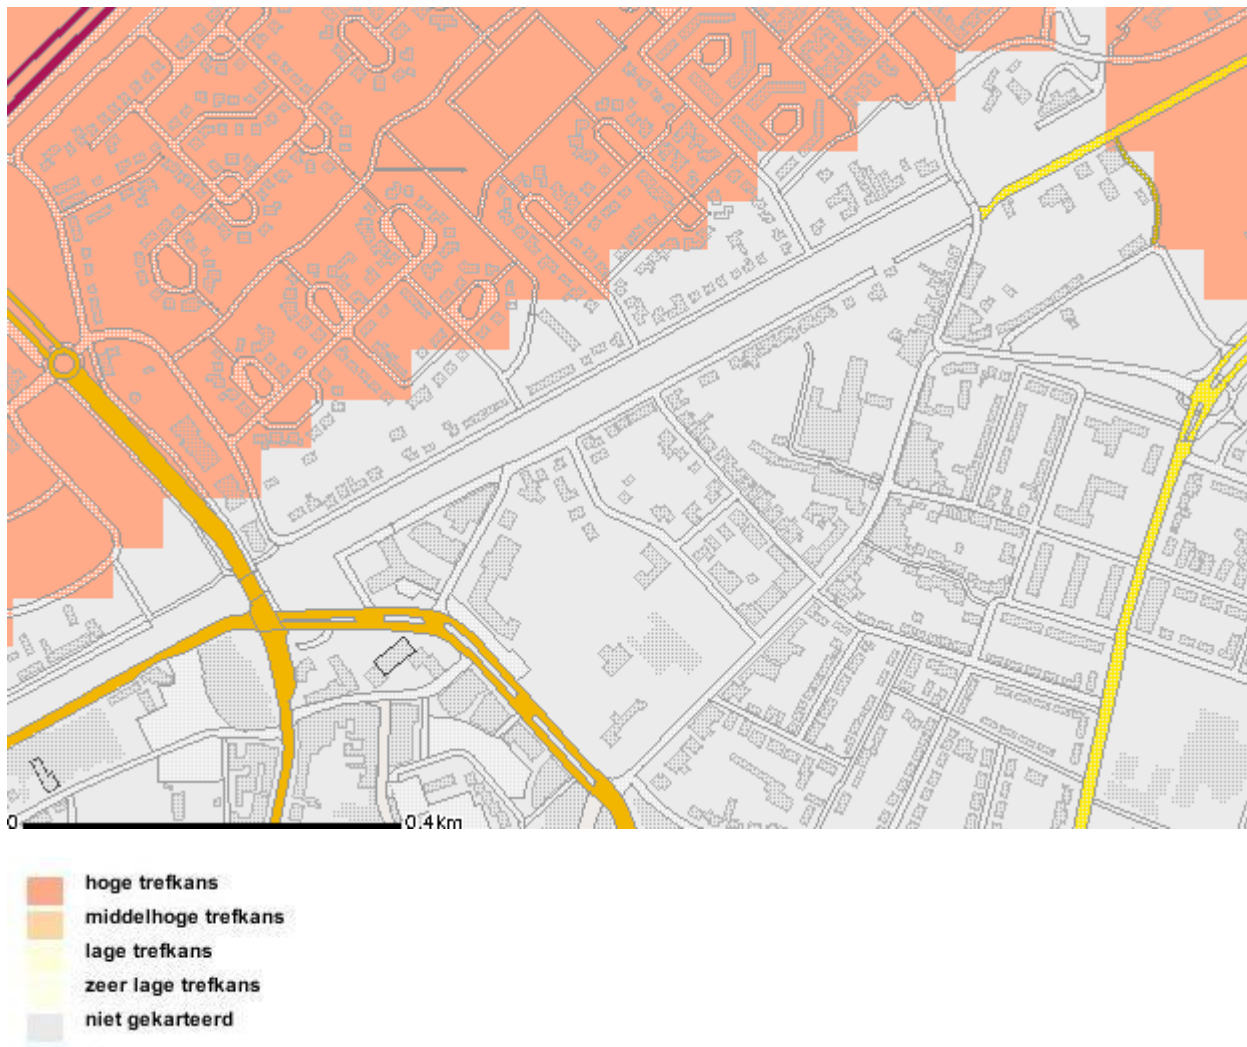 0 0.4Km
hoge trefkans
middelhoge trefkans
lage trefkans
zeer lage trefkans
niet gekarteerd